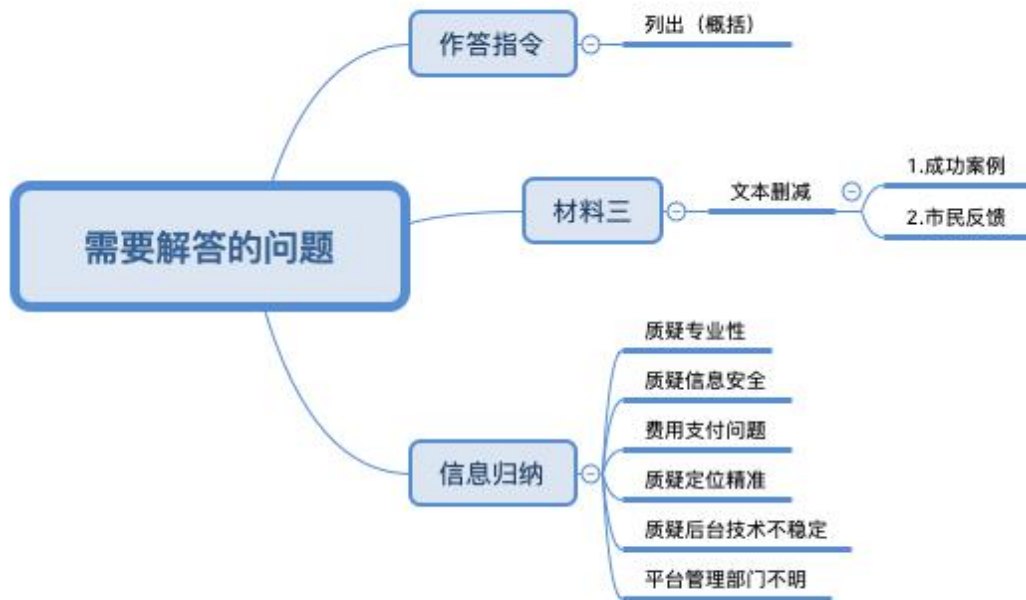 作答指令
列出（概括）
需要解答的问题
材料三
文本删减
1.成功案例
2.市民反馈
信息归纳
质疑专业性
质疑信息安全
费用支付问题
质疑定位精准
质疑后台技术不稳定
平台管理部门不明